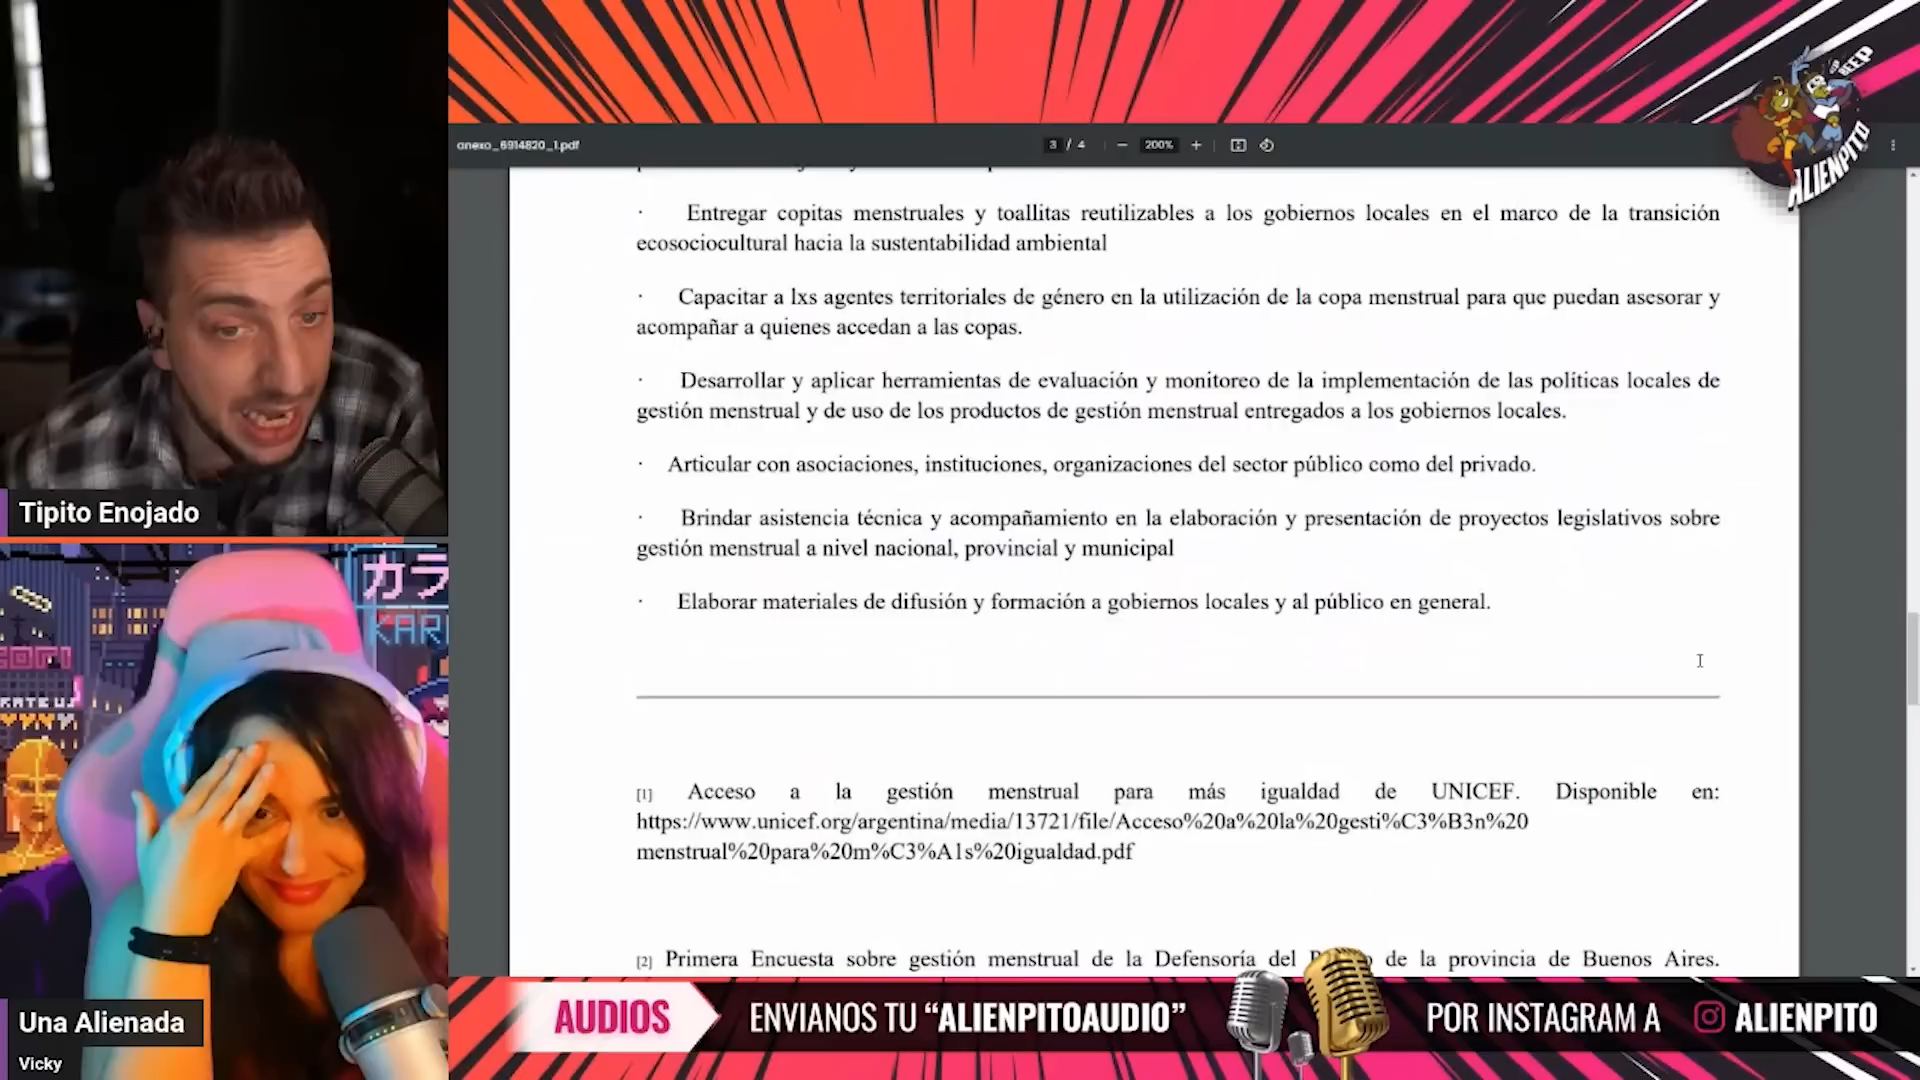 BEEP
ALIENPITO
anexo_6914820_1.pdf
3 / 4
200%
· Entregar copitas menstruales y toallitas reutilizables a los gobiernos locales en el marco de la transición
ecosociocultural hacia la sustentabilidad ambiental
· Capacitar a lxs agentes territoriales de género en la utilización de la copa menstrual para que puedan asesorar y
acompañar a quienes accedan a las copas.
· Desarrollar y aplicar herramientas de evaluación y monitoreo de la implementación de las políticas locales de
gestión menstrual y de uso de los productos de gestión menstrual entregados a los gobiernos locales.
· Articular con asociaciones, instituciones, organizaciones del sector público como del privado.
· Brindar asistencia técnica y acompañamiento en la elaboración y presentación de proyectos legislativos sobre
gestión menstrual a nivel nacional, provincial y municipal
· Elaborar materiales de difusión y formación a gobiernos locales y al público en general.
[1] Acceso a la gestión menstrual para más igualdad de UNICEF. Disponible en:
https://www.unicef.org/argentina/media/13721/file/Acceso%20a%20la%20gesti%C3%B3n%20
menstrual%20para%20m%C3%A1s%20igualdad.pdf
[2] Primera Encuesta sobre gestión menstrual de la Defensoría del de la provincia de Buenos Aires.
Tipito Enojado
カラ
KAR
Una Alienada
Vicky
AUDIOS
ENVIANOS TU “ALIENPITOAUDIO”
POR INSTAGRAM A ALIENPITO